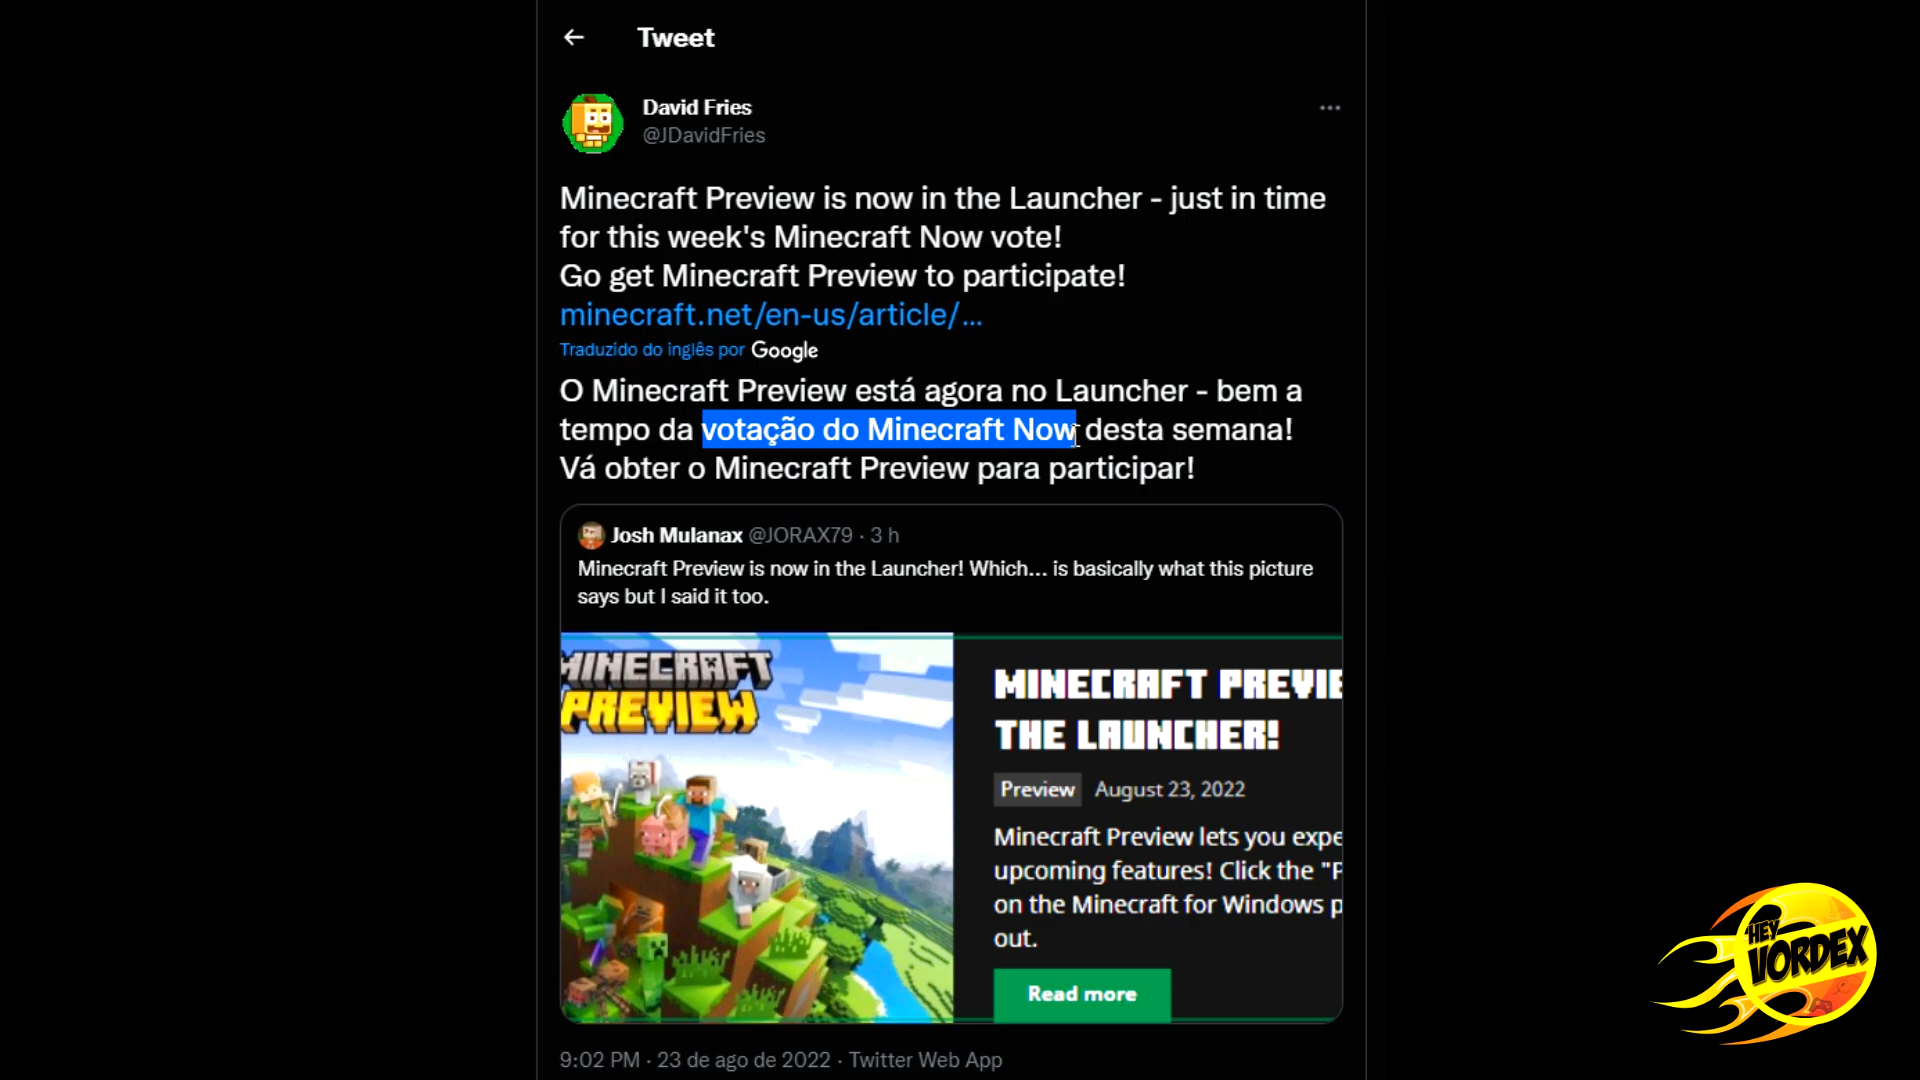 Tweet
David Fries
@JDavidFries
Minecraft Preview is now in the Launcher - just in time
for this week's Minecraft Now vote!
Go get Minecraft Preview to participate!
minecraft.net/en-us/article/...
Traduzido do inglês por Google
O Minecraft Preview está agora no Launcher - bem a
tempo da votação do Minecraft Now desta semana!
Vá obter o Minecraft Preview para participar!
Josh Mulanax @JORAX79 · 3 h
Minecraft Preview is now in the Launcher! Which... is basically what this picture
says but I said it too.
MINECRAFT
PREVIEW
MINECRAFT PREVIE
THE LAUNCHER!
Preview August 23, 2022
Minecraft Preview lets you expe
upcoming features! Click the "P
on the Minecraft for Windows p
out.
Read more
HEY
VORDEX
9:02 PM · 23 de ago de 2022 · Twitter Web App